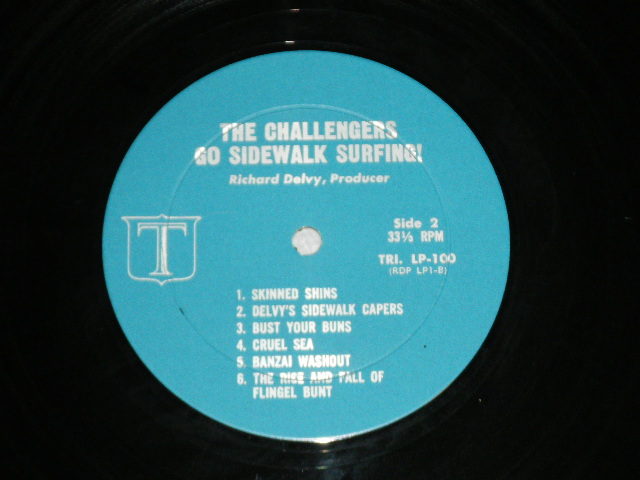 THE CHALLENGERS
GO SIDEWALK SURFING!
Richard Delvy, Producer
T
Side 2
33⅓ RPM
TRI. LP-100
(RDP LP1-B)
1. SKINNED SHINS
2. DELVY'S SIDEWALK CAPERS
3. BUST YOUR BUNS
4. CRUEL SEA
5. BANZAI WASHOUT
6. THE RISE AND FALL OF
FLINGEL BUNT